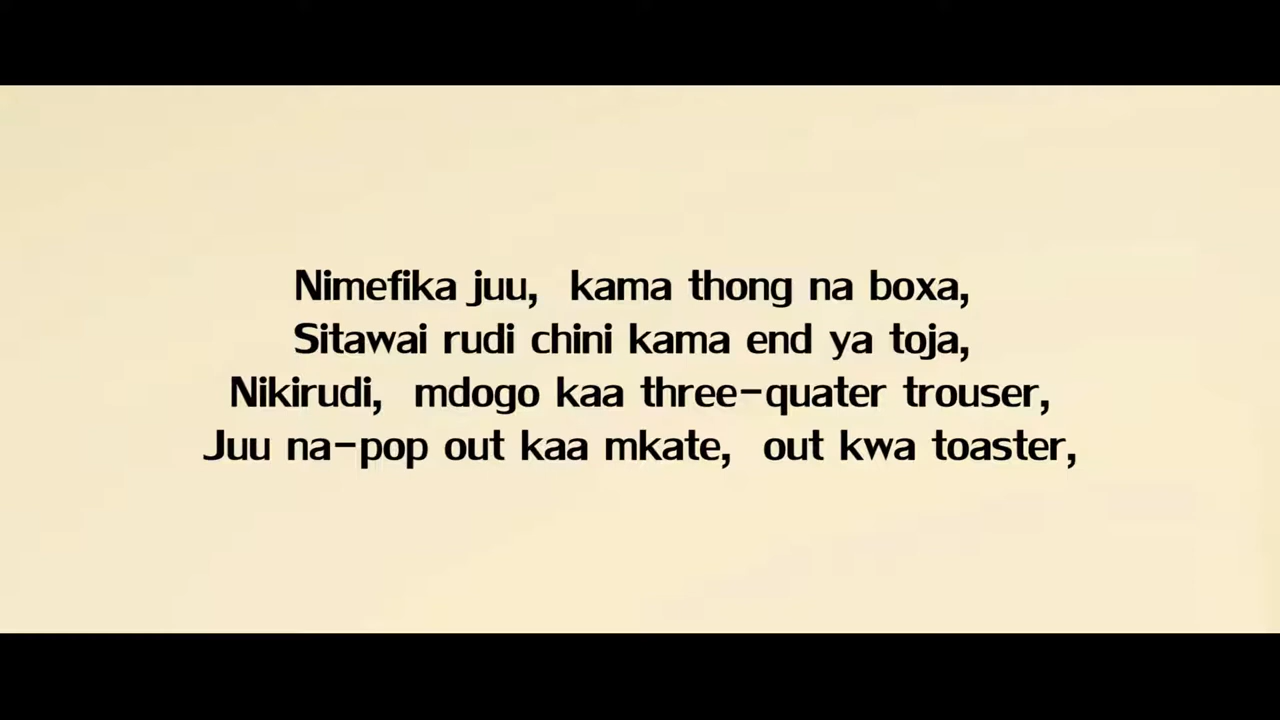 Nimefika juu, kama thong na boxa,
Sitawai rudi chini kama end ya toja,
Nikirudi, mdogo kaa three-quater trouser,
Juu na-pop out kaa mkate, out kwa toaster,